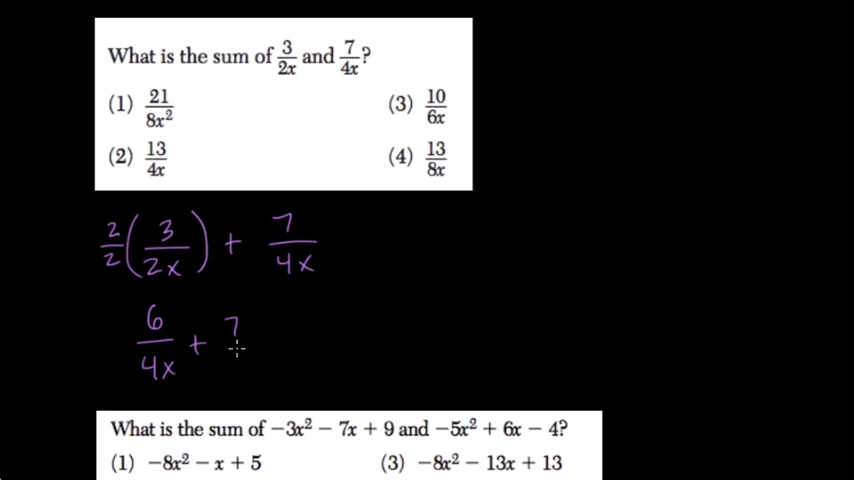 What is the sum of 3/2x and 7/4x?
(1) 21/8x² (3) 10/6x
(2) 13/4x (4) 13/8x
2/2(3/2x) + 7/4x
6/4x + 7
What is the sum of −3x² − 7x + 9 and −5x² + 6x − 4?
(1) −8x² − x + 5 (3) −8x² − 13x + 13